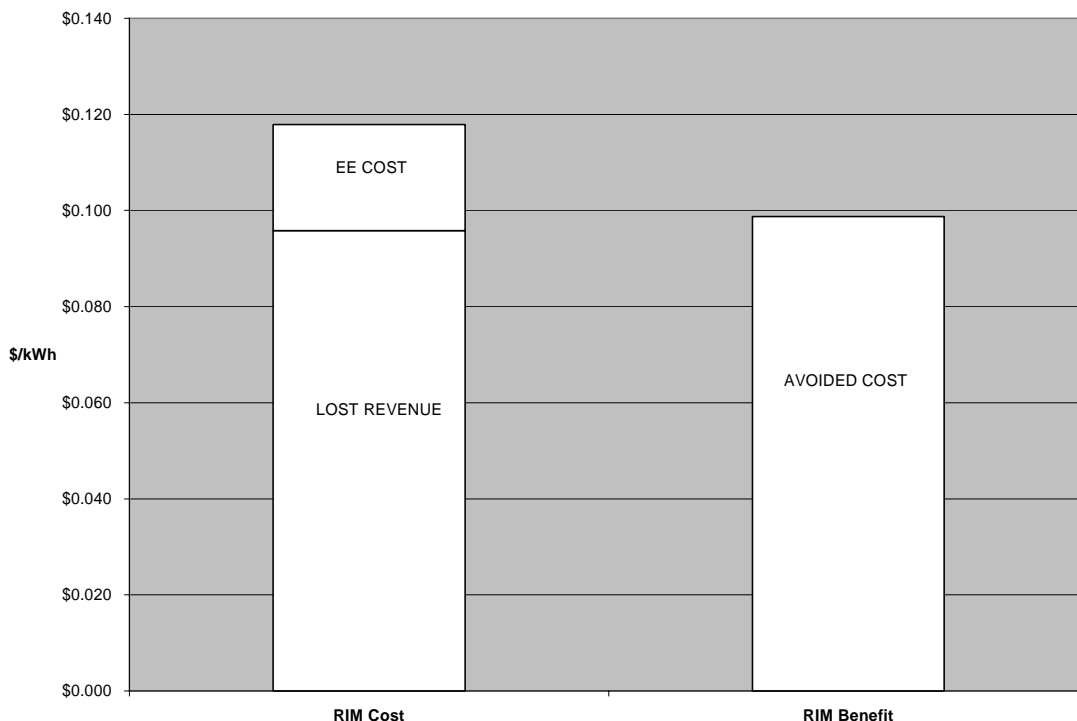 $0.140
$0.120
EE COST
$0.100
$0.080
$/kWh
AVOIDED COST
$0.060
LOST REVENUE
$0.040
$0.020
$0.000
RIM Cost
RIM Benefit